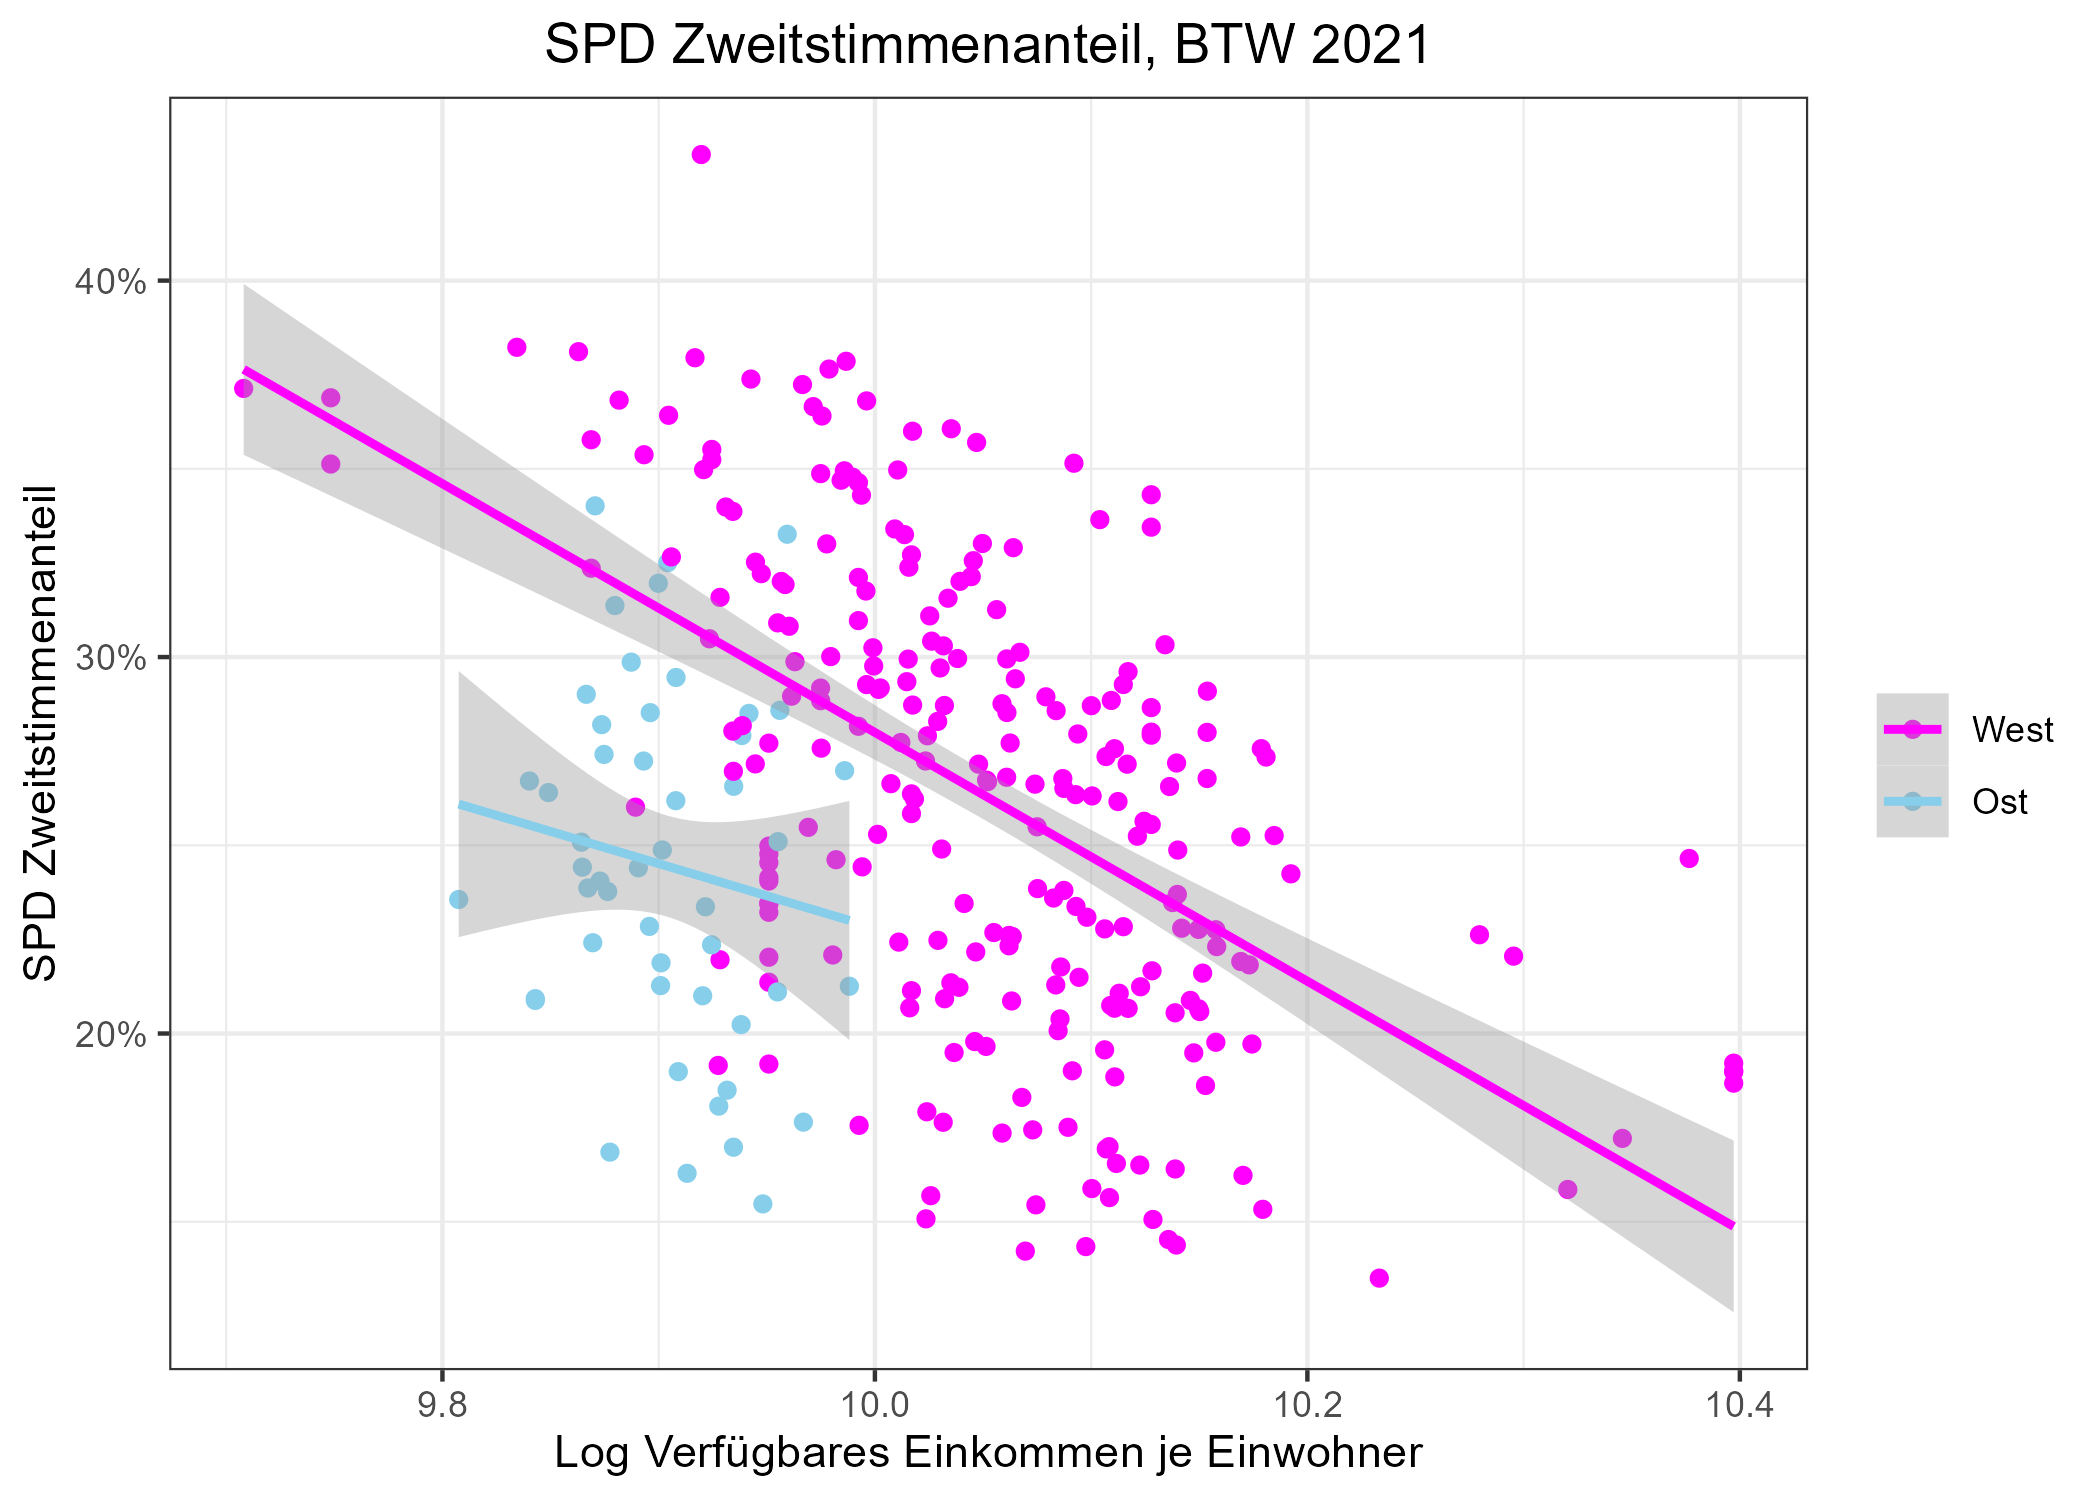 SPD Zweitstimmenanteil, BTW 2021
SPD Zweitstimmenanteil
40%
30%
20%
9.8
10.0
10.2
10.4
Log Verfügbares Einkommen je Einwohner
West
Ost